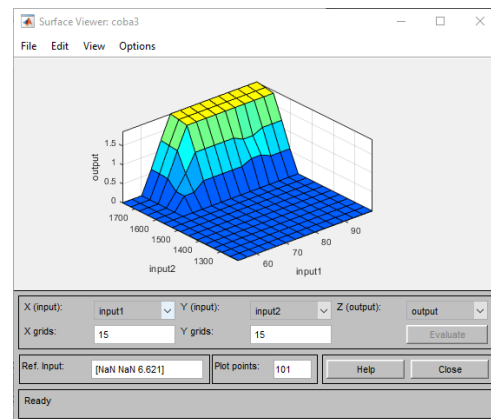 Surface Viewer: coba3
File Edit View Options
1.5
1
0.5
0
output
1700
1600
1500
1400
1300
input2
60
70
80
90
input1
X (input): input1 Y (input): input2 Z (output): output
X grids: 15 Y grids: 15 Evaluate
Ref. Input: [NaN NaN 6.621] Plot points: 101 Help Close
Ready